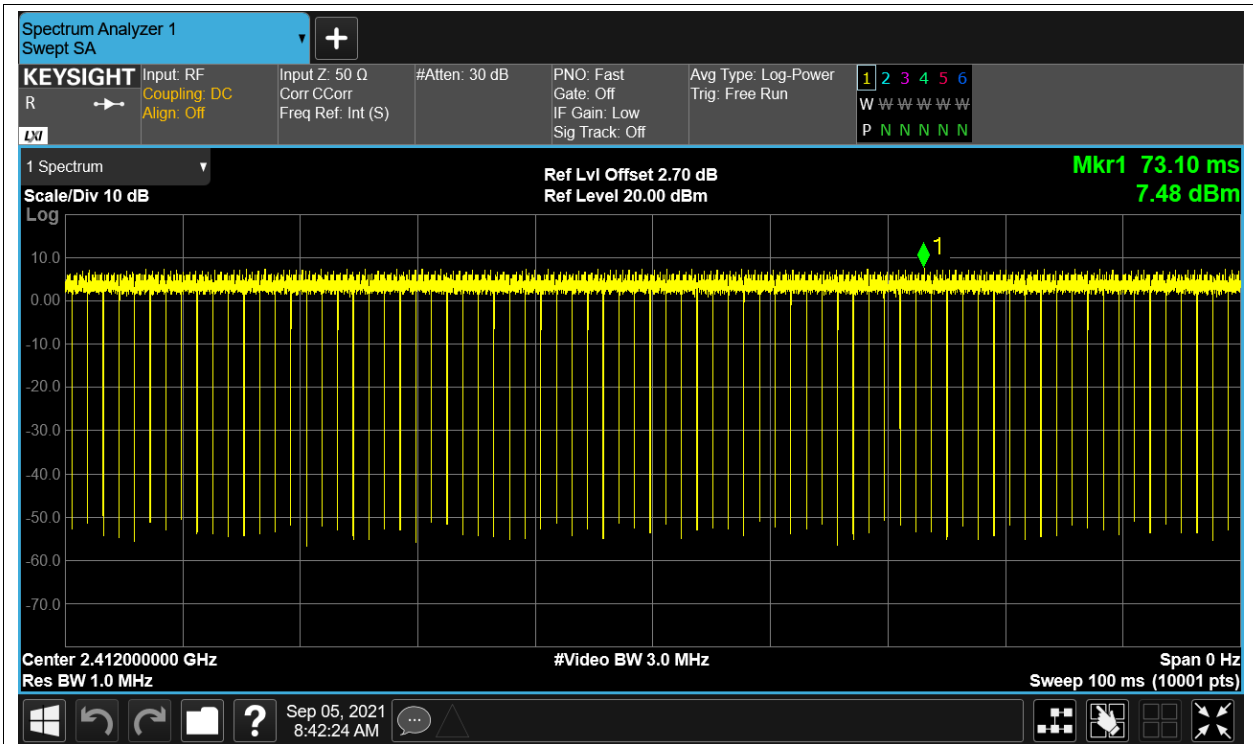 Spectrum Analyzer 1
Swept SA
KEYSIGHT
R
LXI
Input: RF
Coupling: DC
Align: Off
Input Z: 50 Ω
Corr CCorr
Freq Ref: Int (S)
#Atten: 30 dB
PNO: Fast
Gate: Off
IF Gain: Low
Sig Track: Off
Avg Type: Log-Power
Trig: Free Run
1 2 3 4 5 6
W W W W W W
P N N N N N
1 Spectrum
Scale/Div 10 dB
Ref Lvl Offset 2.70 dB
Ref Level 20.00 dBm
Mkr1 73.10 ms
7.48 dBm
Log
1
10.0
0.00
-10.0
-20.0
-30.0
-40.0
-50.0
-60.0
-70.0
Center 2.412000000 GHz
Res BW 1.0 MHz
#Video BW 3.0 MHz
Span 0 Hz
Sweep 100 ms (10001 pts)
?
Sep 05, 2021
8:42:24 AM